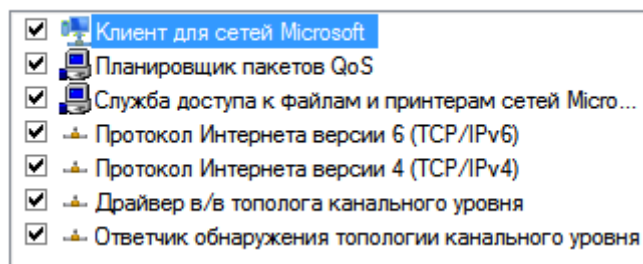 Клиент для сетей Microsoft
Планировщик пакетов QoS
Служба доступа к файлам и принтерам сетей Micro...
Протокол Интернета версии 6 (TCP/IPv6)
Протокол Интернета версии 4 (TCP/IPv4)
Драйвер в/в тополога канального уровня
Ответчик обнаружения топологии канального уровня